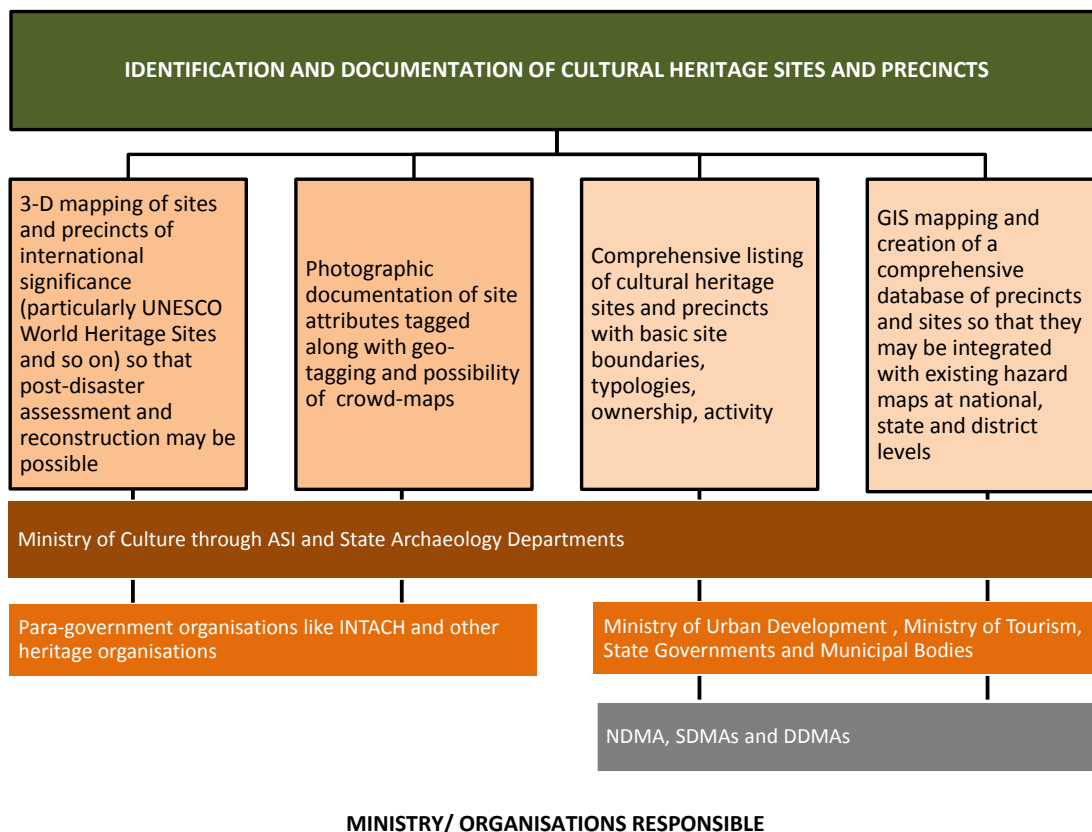 IDENTIFICATION AND DOCUMENTATION OF CULTURAL HERITAGE SITES AND PRECINCTS
3-D mapping of sites
and precincts of
international
significance
(particularly UNESCO
World Heritage Sites
and so on) so that
post-disaster
assessment and
reconstruction may be
possible
Photographic
documentation of site
attributes tagged
along with geo-
tagging and possibility
of crowd-maps
Comprehensive listing
of cultural heritage
sites and precincts
with basic site
boundaries,
typologies,
ownership, activity
GIS mapping and
creation of a
comprehensive
database of precincts
and sites so that they
may be integrated
with existing hazard
maps at national,
state and district
levels
Ministry of Culture through ASI and State Archaeology Departments
Para-government organisations like INTACH and other
heritage organisations
Ministry of Urban Development , Ministry of Tourism,
State Governments and Municipal Bodies
NDMA, SDMAs and DDMAs
MINISTRY/ ORGANISATIONS RESPONSIBLE